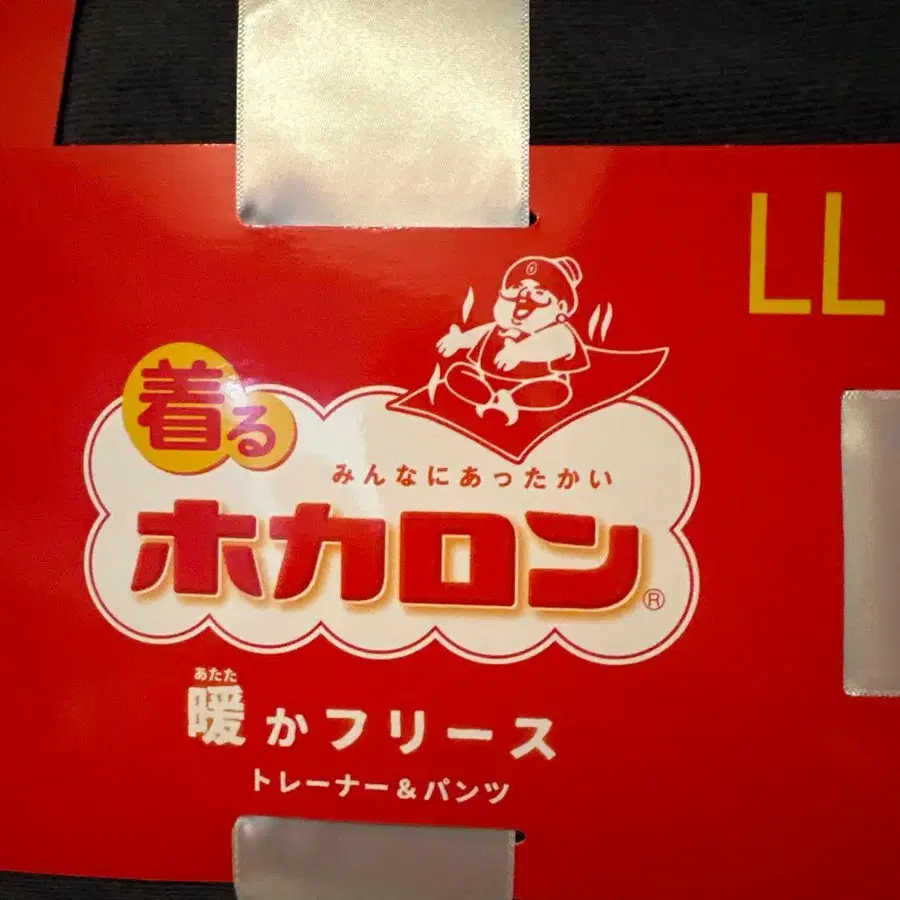 LL
着る
みんなにあったかい
ホカロン®
あたた
暖かフリース
トレーナー&パンツ